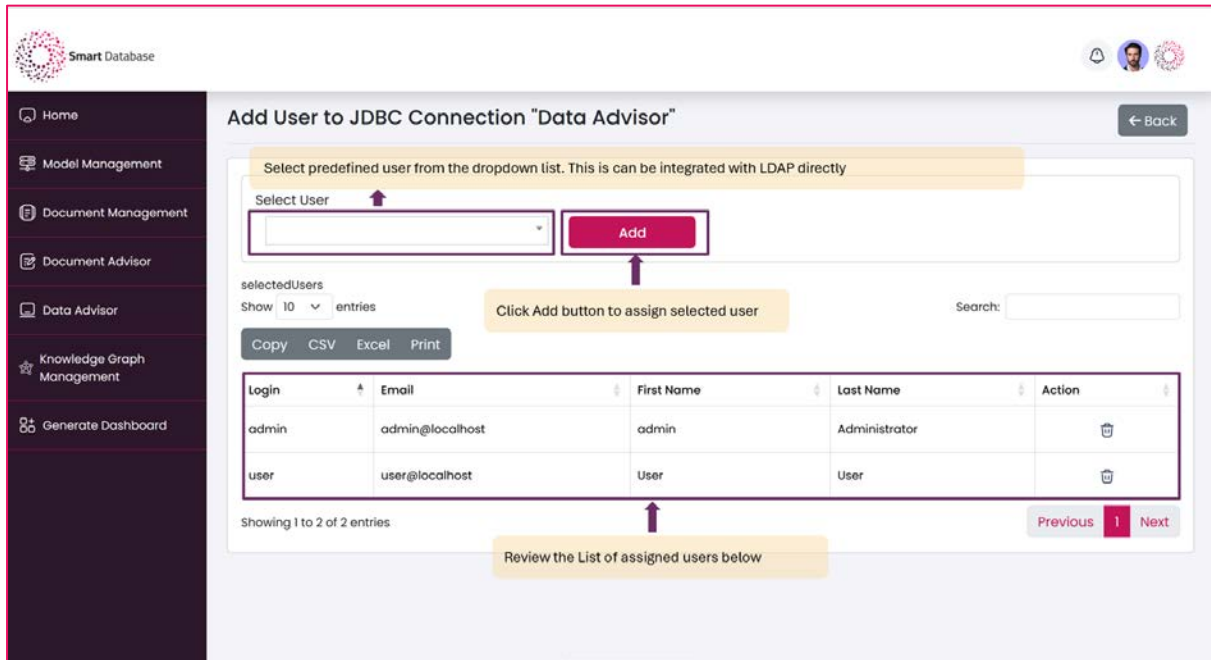 Smart Database
Home
Model Management
Document Management
Document Advisor
Data Advisor
Knowledge Graph
Management
Generate Dashboard
Add User to JDBC Connection "Data Advisor"
← Back
Select predefined user from the dropdown list. This is can be integrated with LDAP directly
Select User
Add
selectedUsers
Show 10 entries
Click Add button to assign selected user
Search:
Copy CSV Excel Print
Login Email First Name Last Name Action
admin admin@localhost admin Administrator
user user@localhost User User
Showing 1 to 2 of 2 entries
Previous 1 Next
Review the List of assigned users below